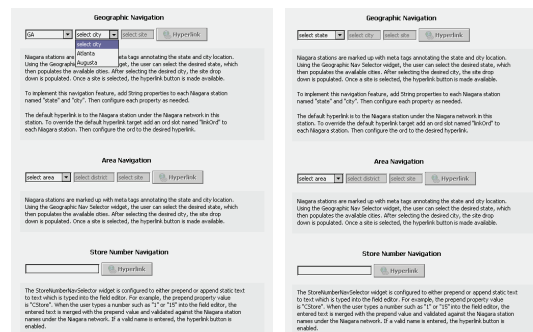 Geographic Navigation
GA select city select site Hyperlink
select city
Atlanta
Augusta
Niagara stations are meta tags annotating the state and city location.
Using the Geographic Nav Selector widget, the user can select the desired state, which
then populates the available cities. After selecting the desired city, the site drop
down is populated. Once a site is selected, the hyperlink button is made available.
To implement this navigation feature, add String properties to each Niagara station
named "state" and "city". Then configure each property as needed.
The default hyperlink is to the Niagara station under the Niagara network in this
station. To override the default hyperlink target add an ord slot named "linkOrd" to
each Niagara station. Then configure the ord to the desired hyperlink.
Area Navigation
select area select district select site Hyperlink
Niagara stations are marked up with meta tags annotating the state and city location.
Using the Geographic Nav Selector widget, the user can select the desired state, which
then populates the available cities. After selecting the desired city, the site drop
down is populated. Once a site is selected, the hyperlink button is made available.
Store Number Navigation
Hyperlink
The StoreNumberNavSelector widget is configured to either prepend or append static text
to text which is typed into the field editor. For example, the prepend property value
is "CStore". When the user types a number such as "1" or "15" into the field editor, the
entered text is merged with the prepend value and validated against the Niagara station
names under the Niagara network. If a valid name is entered, the hyperlink button is
enabled.
Geographic Navigation
select state select city select site Hyperlink
Niagara stations are marked up with meta tags annotating the state and city location.
Using the Geographic Nav Selector widget, the user can select the desired state, which
then populates the available cities. After selecting the desired city, the site drop
down is populated. Once a site is selected, the hyperlink button is made available.
To implement this navigation feature, add String properties to each Niagara station
named "state" and "city". Then configure each property as needed.
The default hyperlink is to the Niagara station under the Niagara network in this
station. To override the default hyperlink target add an ord slot named "linkOrd" to
each Niagara station. Then configure the ord to the desired hyperlink.
Area Navigation
select area select district select site Hyperlink
Niagara stations are marked up with meta tags annotating the state and city location.
Using the Geographic Nav Selector widget, the user can select the desired state, which
then populates the available cities. After selecting the desired city, the site drop
down is populated. Once a site is selected, the hyperlink button is made available.
Store Number Navigation
Hyperlink
The StoreNumberNavSelector widget is configured to either prepend or append static text
to text which is typed into the field editor. For example, the prepend property value
is "CStore". When the user types a number such as "1" or "15" into the field editor, the
entered text is merged with the prepend value and validated against the Niagara station
names under the Niagara network. If a valid name is entered, the hyperlink button is
enabled.